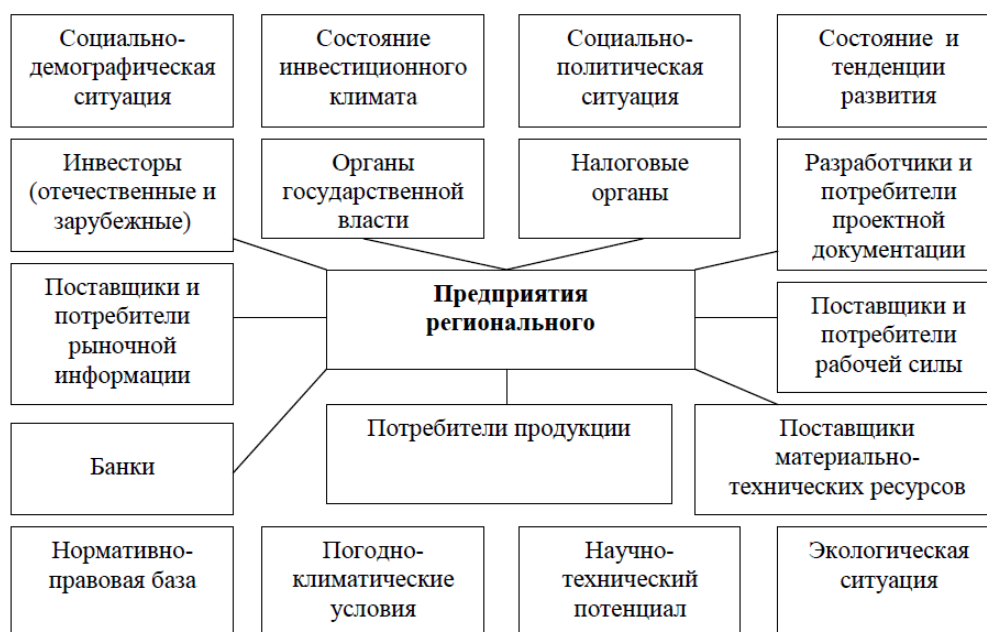 Социально-
демографическая
ситуация
Состояние
инвестиционного
климата
Социально-
политическая
ситуация
Состояние и
тенденции
развития
Инвесторы
(отечественные и
зарубежные)
Органы
государственной
власти
Налоговые
органы
Разработчики и
потребители
проектной
документации
Поставщики и
потребители
рыночной
информации
Предприятия
регионального
Поставщики и
потребители
рабочей силы
Банки
Потребители продукции
Поставщики
материально-
технических ресурсов
Нормативно-
правовая база
Погодно-
климатические
условия
Научно-
технический
потенциал
Экологическая
ситуация